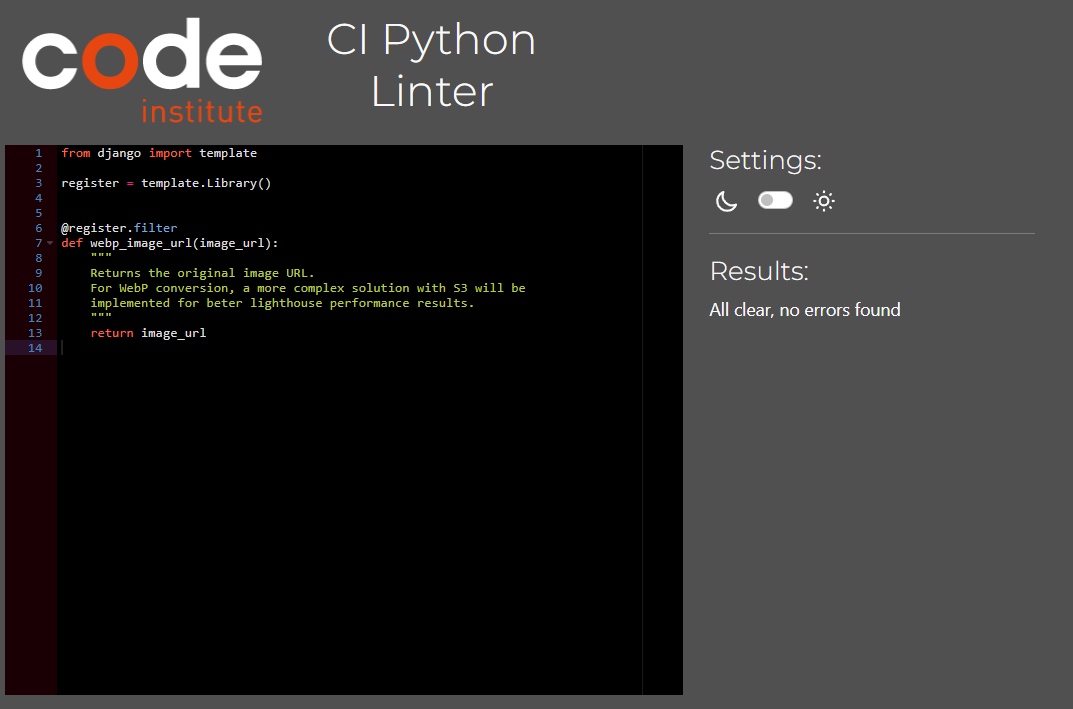 code
institute
CI Python
Linter
1 from django import template
2
3 register = template.Library()
4
5
6 @register.filter
7 def webp_image_url(image_url):
8     """
9     Returns the original image URL.
10     For WebP conversion, a more complex solution with S3 will be
11     implemented for beter lighthouse performance results.
12     """
13     return image_url
14
Settings:
Results:
All clear, no errors found